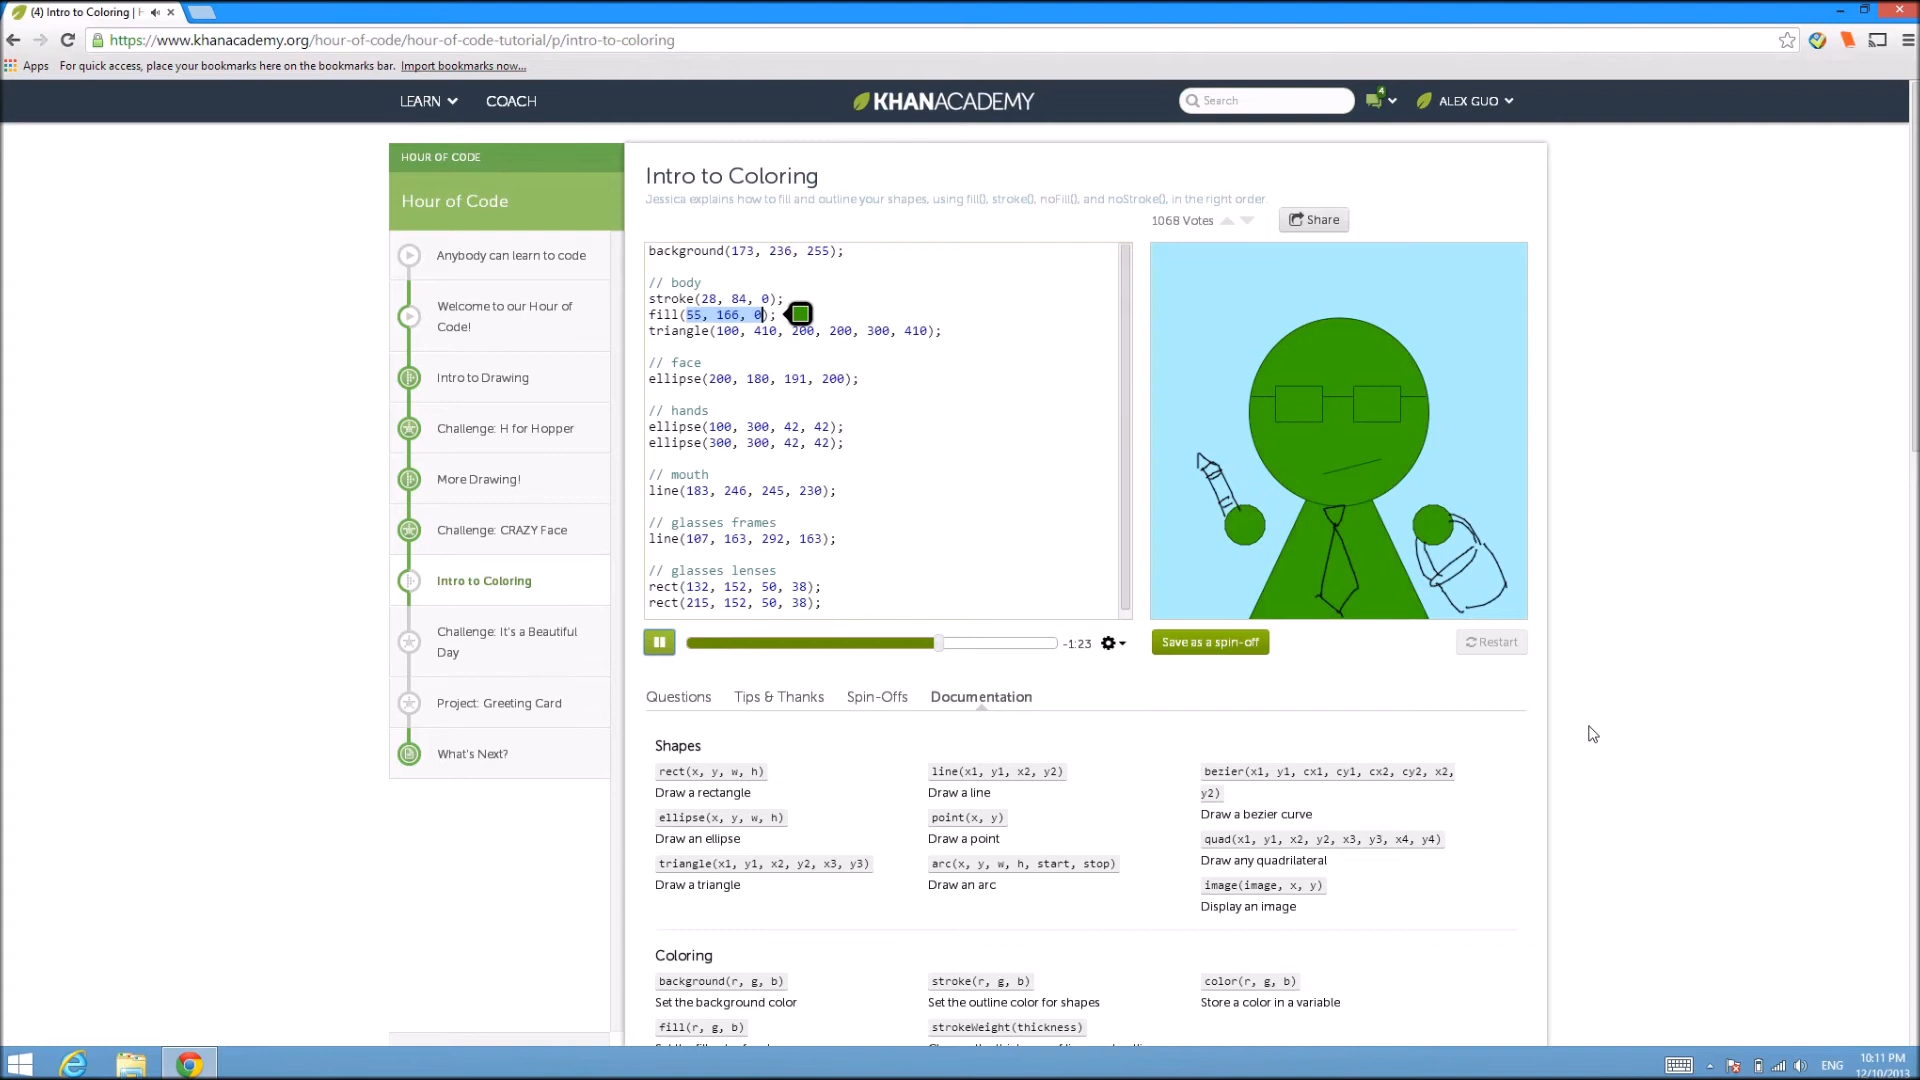 (4) Intro to Coloring |
https://www.khanacademy.org/hour-of-code/hour-of-code-tutorial/p/intro-to-coloring
Apps For quick access, place your bookmarks here on the bookmarks bar. Import bookmarks now...
LEARN COACH KHANACADEMY Search 4 ALEX GUO
HOUR OF CODE
Hour of Code
Anybody can learn to code
Welcome to our Hour of
Code!
Intro to Drawing
Challenge: H for Hopper
More Drawing!
Challenge: CRAZY Face
Intro to Coloring
Challenge: It's a Beautiful
Day
Project: Greeting Card
What's Next?
Intro to Coloring
Jessica explains how to fill and outline your shapes, using fill(), stroke(), noFill(), and noStroke(), in the right order.
1068 Votes Share
background(173, 236, 255);
// body
stroke(28, 84, 0);
fill(55, 166, 0);
triangle(100, 410, 200, 200, 300, 410);
// face
ellipse(200, 180, 191, 200);
// hands
ellipse(100, 300, 42, 42);
ellipse(300, 300, 42, 42);
// mouth
line(183, 246, 245, 230);
// glasses frames
line(107, 163, 292, 163);
// glasses lenses
rect(132, 152, 50, 38);
rect(215, 152, 50, 38);
-1:23 Save as a spin-off Restart
Questions Tips & Thanks Spin-Offs Documentation
Shapes
rect(x, y, w, h)
Draw a rectangle
ellipse(x, y, w, h)
Draw an ellipse
triangle(x1, y1, x2, y2, x3, y3)
Draw a triangle
line(x1, y1, x2, y2)
Draw a line
point(x, y)
Draw a point
arc(x, y, w, h, start, stop)
Draw an arc
bezier(x1, y1, cx1, cy1, cx2, cy2, x2,
y2)
Draw a bezier curve
quad(x1, y1, x2, y2, x3, y3, x4, y4)
Draw any quadrilateral
image(image, x, y)
Display an image
Coloring
background(r, g, b)
Set the background color
fill(r, g, b)
stroke(r, g, b)
Set the outline color for shapes
strokeWeight(thickness)
color(r, g, b)
Store a color in a variable
ENG
10:11 PM
12/10/2013